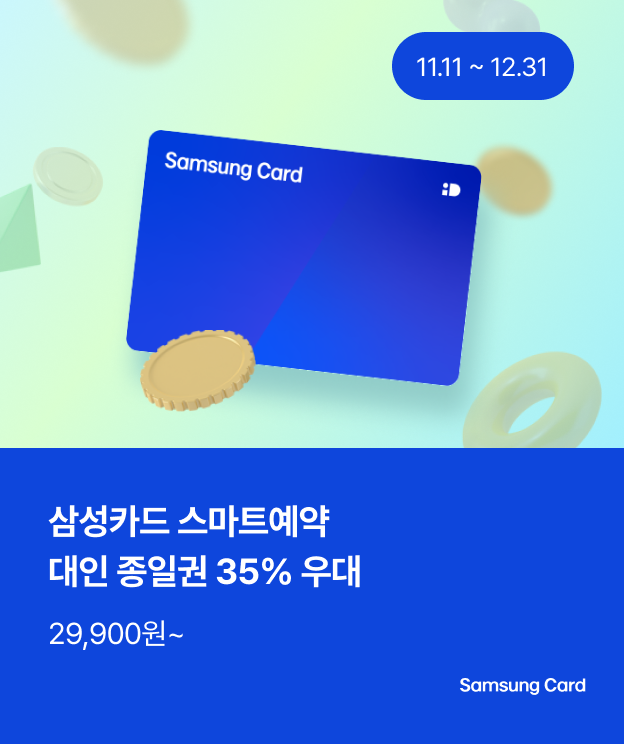 11.11 ~ 12.31
Samsung Card
iD
삼성카드 스마트예약
대인 종일권 35% 우대
29,900원~
Samsung Card